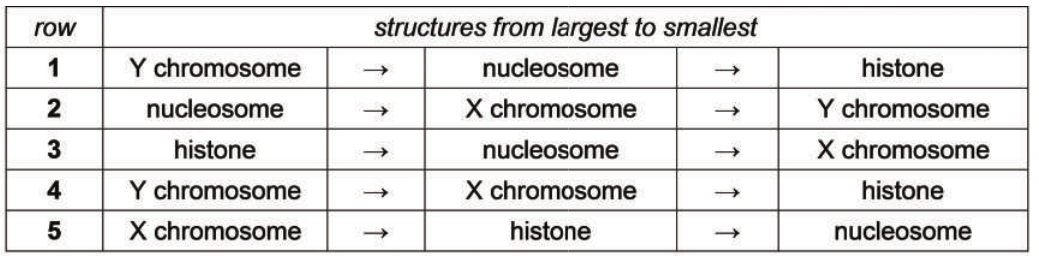 row structures from largest to smallest
1 Y chromosome → nucleosome → histone
2 nucleosome → X chromosome → Y chromosome
3 histone → nucleosome → X chromosome
4 Y chromosome → X chromosome → histone
5 X chromosome → histone → nucleosome